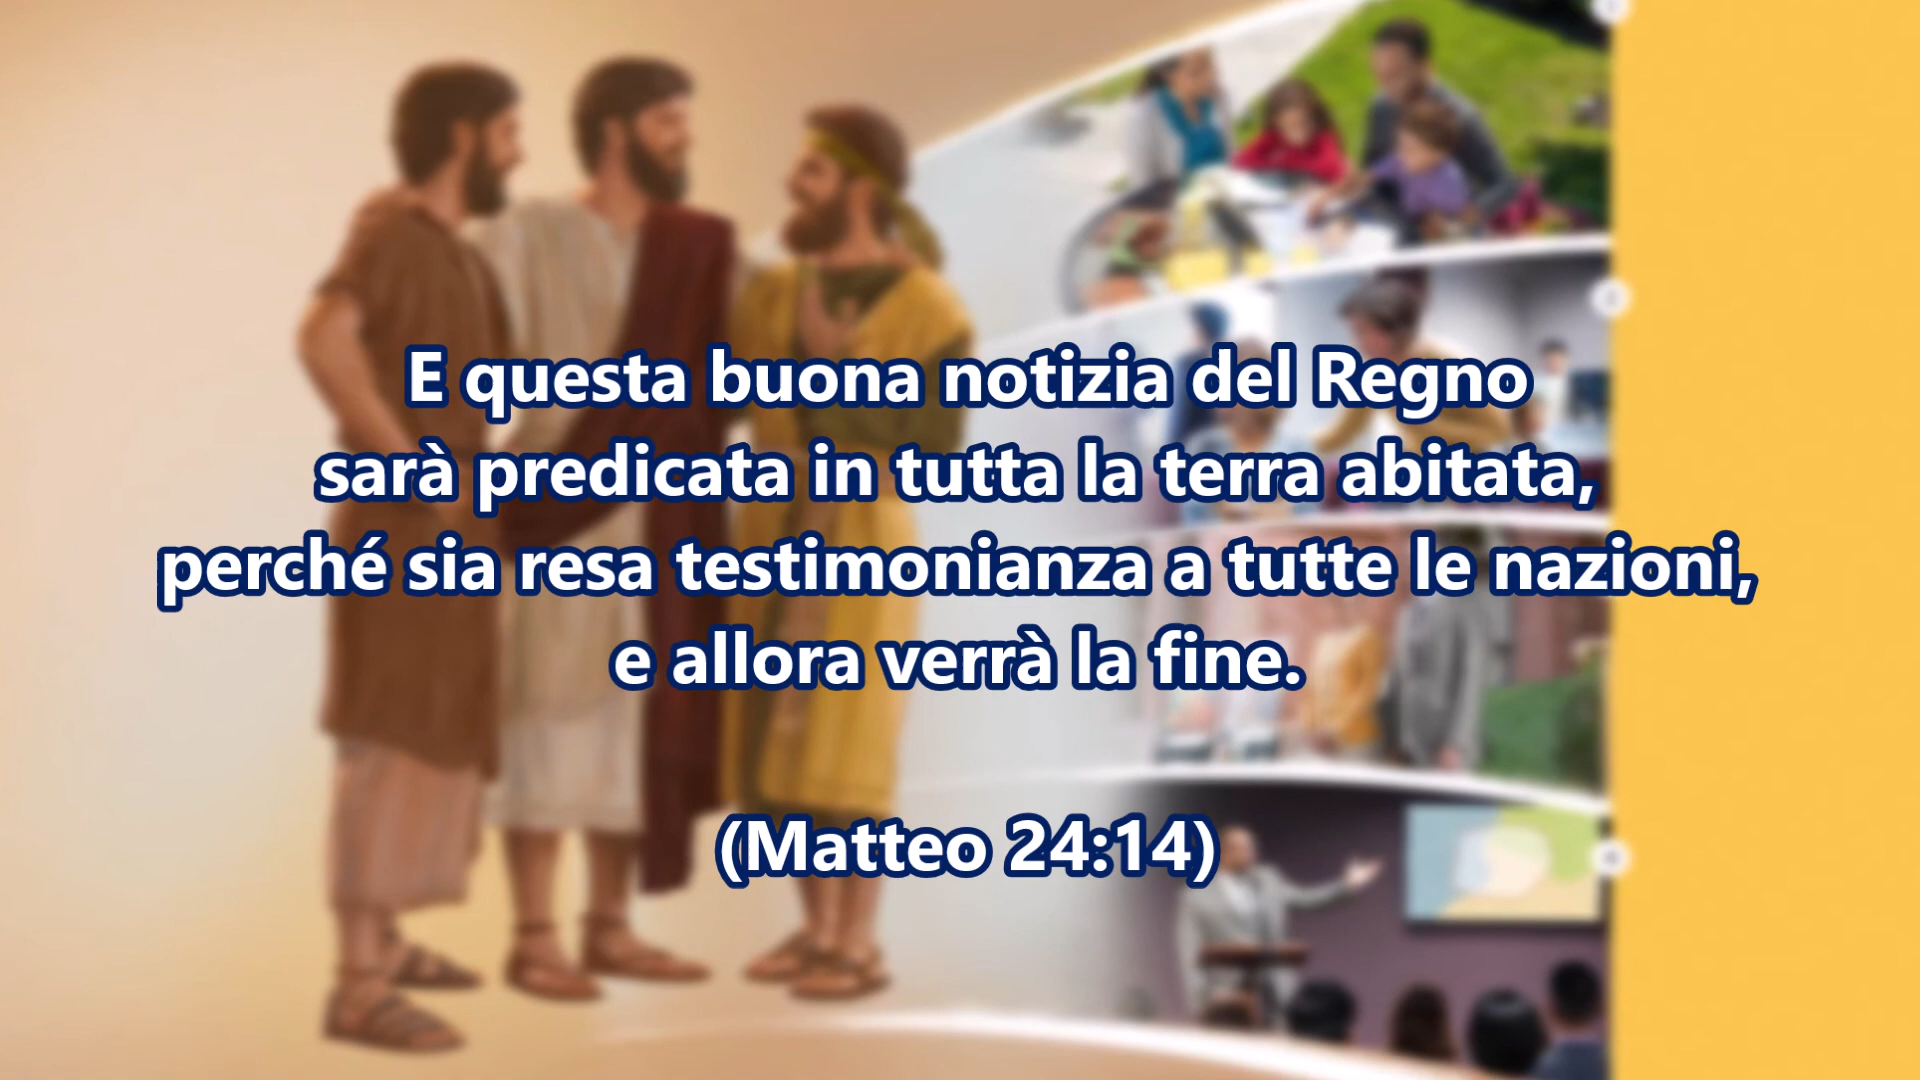 E questa buona notizia del Regno
sarà predicata in tutta la terra abitata,
perché sia resa testimonianza a tutte le nazioni,
e allora verrà la fine.
(Matteo 24:14)